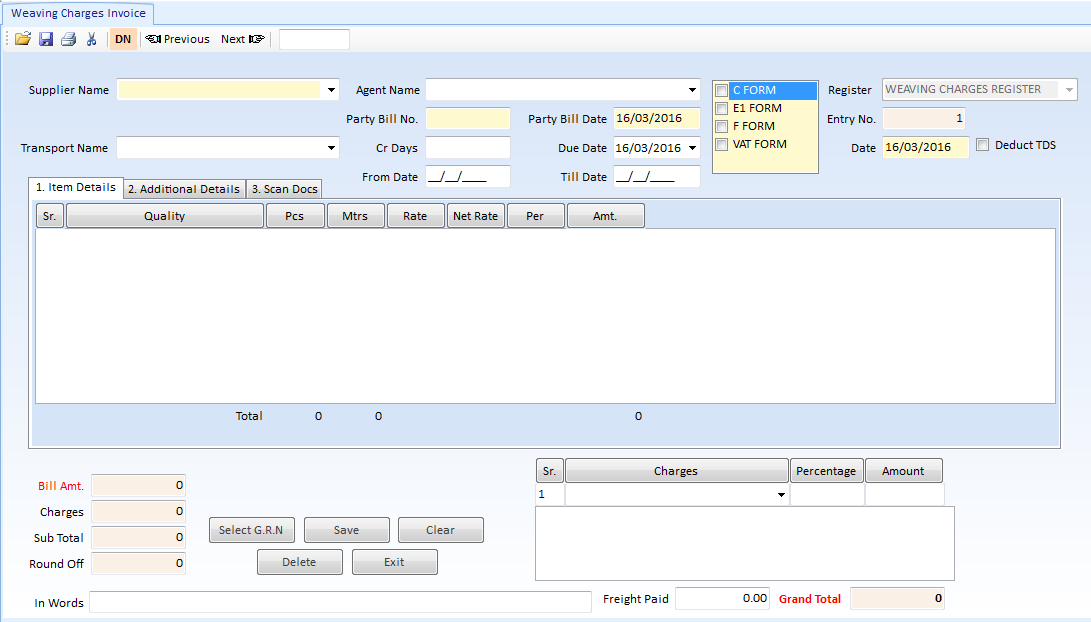 Weaving Charges Invoice
DN Previous Next
Supplier Name Agent Name C FORM Register WEAVING CHARGES REGISTER
E1 FORM
Party Bill No. Party Bill Date 16/03/2016 Entry No. 1
F FORM
Transport Name Cr Days Due Date 16/03/2016 VAT FORM Date 16/03/2016 Deduct TDS
From Date __/__/____ Till Date __/__/____
1. Item Details 2. Additional Details 3. Scan Docs
Sr. Quality Pcs Mtrs Rate Net Rate Per Amt.
Total 0 0 0
Sr. Charges Percentage Amount
1
Bill Amt. 0
Charges 0
Sub Total 0
Round Off 0
Select G.R.N Save Clear
Delete Exit
In Words Freight Paid 0.00 Grand Total 0